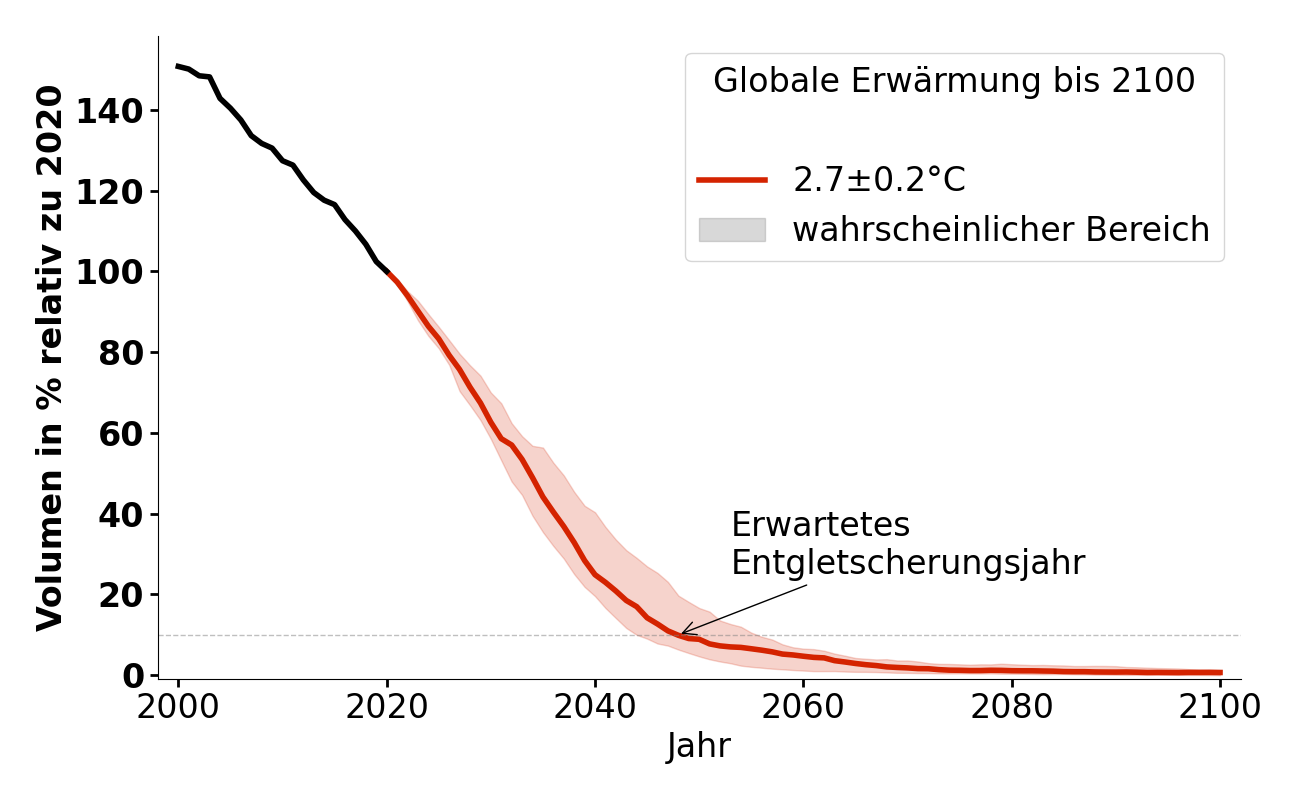 Globale Erwärmung bis 2100
2.7±0.2°C
wahrscheinlicher Bereich
Volumen in % relativ zu 2020
140
120
100
80
60
40
20
0
Erwartetes
Entgletscherungsjahr
2000 2020 2040 2060 2080 2100
Jahr